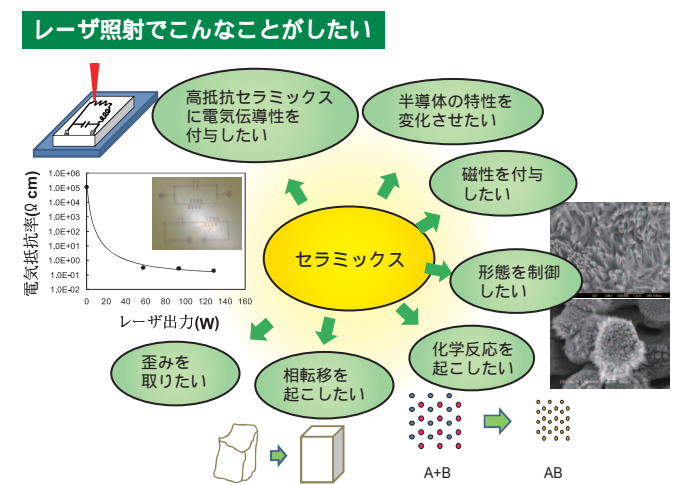 レーザ照射でこんなことがしたい
高抵抗セラミックス
に電気伝導性を
付与したい
半導体の特性を
変化させたい
磁性を付与
したい
形態を制御
したい
化学反応を
起こしたい
相転移を
起こしたい
歪みを
取りたい
セラミックス
電気抵抗率(Ω cm)
1.0E+06
1.0E+05
1.0E+04
1.0E+03
1.0E+02
1.0E+01
1.0E+00
1.0E-01
1.0E-02
0 20 40 60 80 100 120 140 160
レーザ出力(W)
A+B
AB